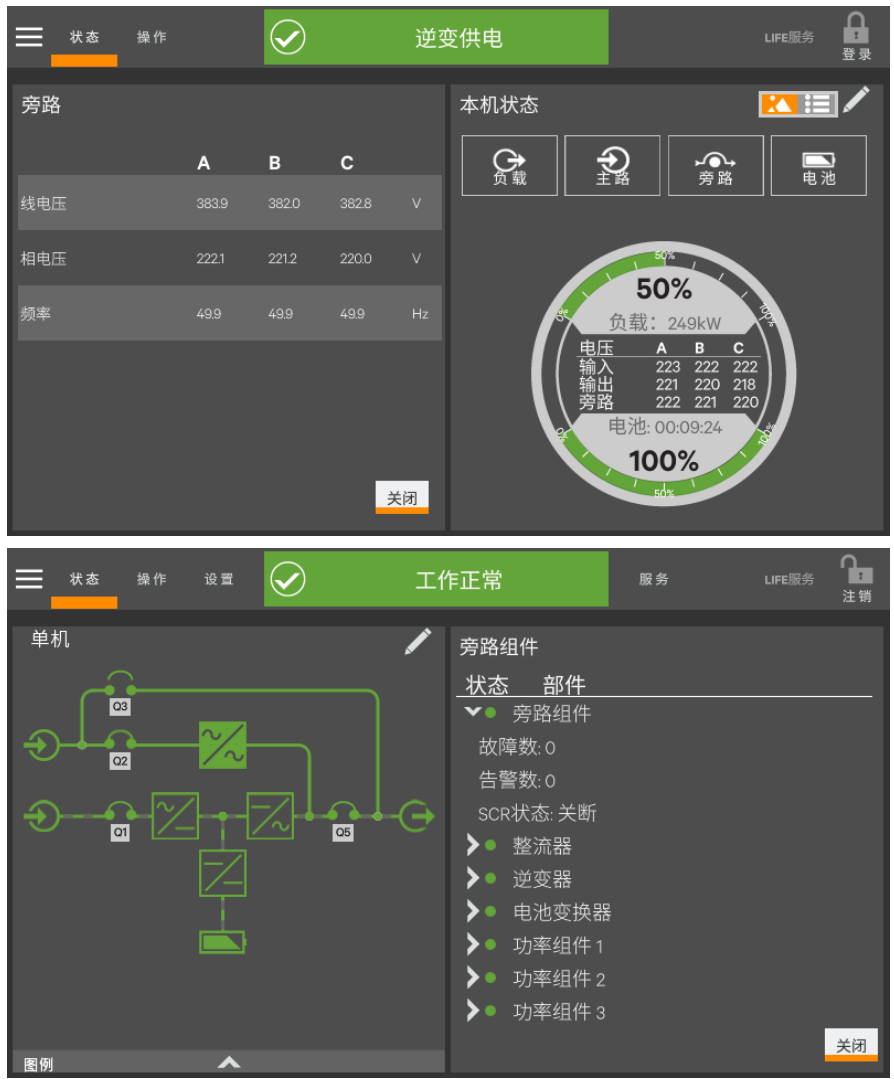 状态 操作 逆变供电 LIFE服务 登录
旁路
A B C
线电压 383.9 382.0 382.8 V
相电压 222.1 221.2 220.0 V
频率 49.9 49.9 49.9 Hz
关闭
本机状态
负载 主路 旁路 电池
50%
0% 100%
50%
负载: 249kW
电压 A B C
输入 223 222 222
输出 221 220 218
旁路 222 221 220
电池: 00:09:24
0% 100%
100%
50%
状态 操作 设置 工作正常 服务 LIFE服务 注销
单机
Q3
Q2
Q1 Q5
图例
旁路组件
状态 部件
旁路组件
故障数: 0
告警数: 0
SCR状态: 关断
整流器
逆变器
电池变换器
功率组件 1
功率组件 2
功率组件 3
关闭